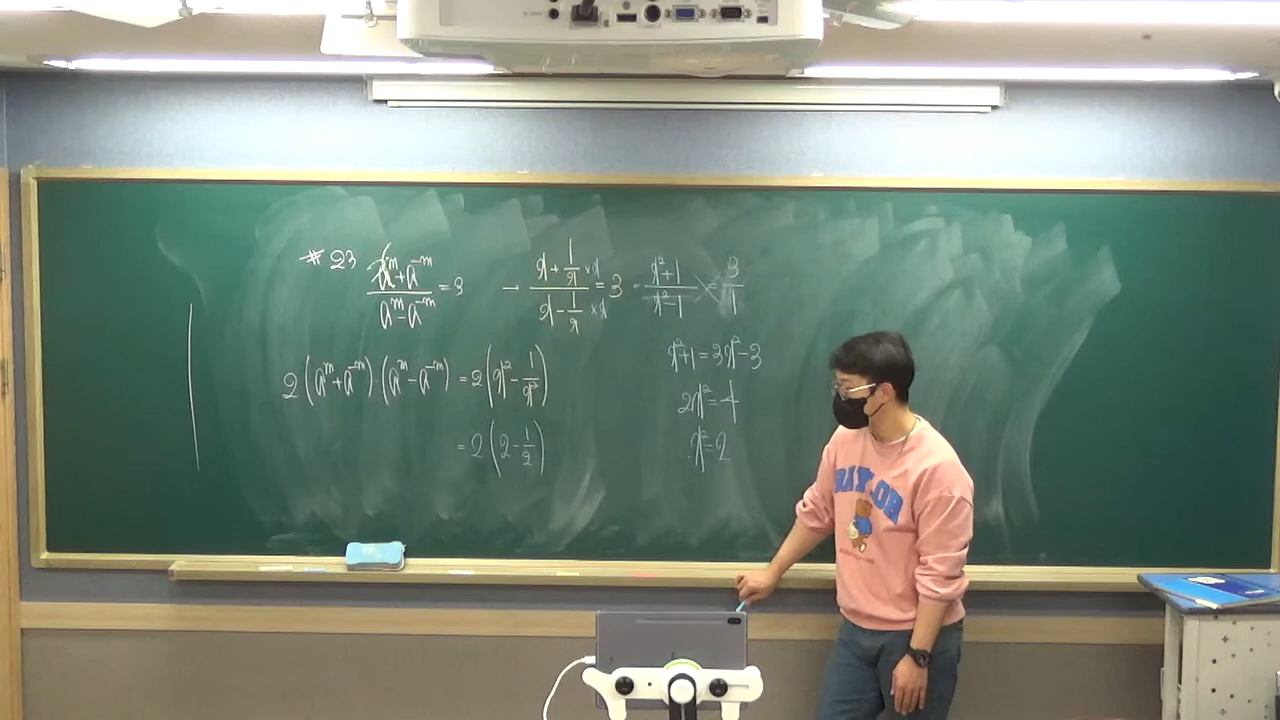 # 23 (a^m + a^-m)/(a^m - a^-m) = 3 → (x + 1/x ×x)/(x - 1/x ×x) = 3 - (x²+1)/(x²-1) = 3/1
x²+1 = 3x²-3
2(a^m + a^-m)·(a^m - a^-m) = 2(x² - 1/x²)
2x² = 4
= 2(2 - 1/2)
x² = 2
BAYLOR